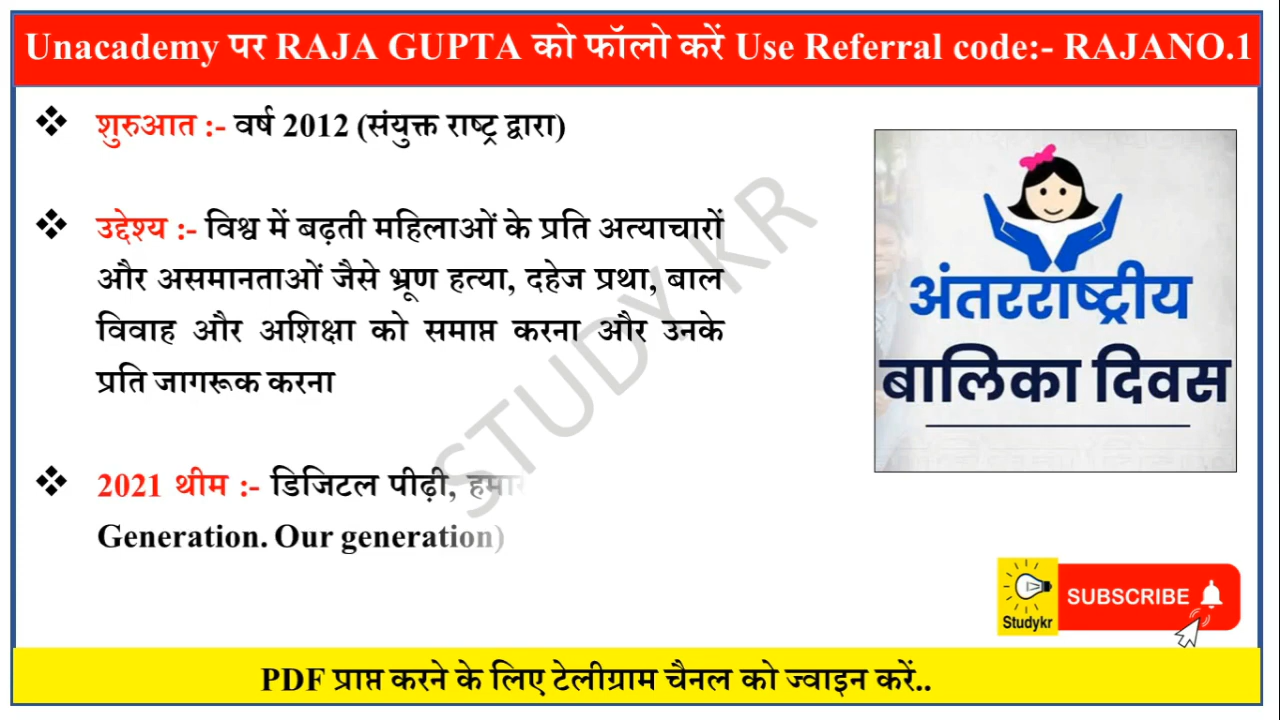 Unacademy पर RAJA GUPTA को फॉलो करें Use Referral code:- RAJANO.1
❖ शुरुआत :- वर्ष 2012 (संयुक्त राष्ट्र द्वारा)
❖ उद्देश्य :- विश्व में बढ़ती महिलाओं के प्रति अत्याचारों
और असमानताओं जैसे भ्रूण हत्या, दहेज प्रथा, बाल
विवाह और अशिक्षा को समाप्त करना और उनके
प्रति जागरूक करना
❖ 2021 थीम :- डिजिटल पीढ़ी,
Generation. Our generation)
STUDY KR
अंतरराष्ट्रीय
बालिका दिवस
Studykr
SUBSCRIBE
PDF प्राप्त करने के लिए टेलीग्राम चैनल को ज्वाइन करें..